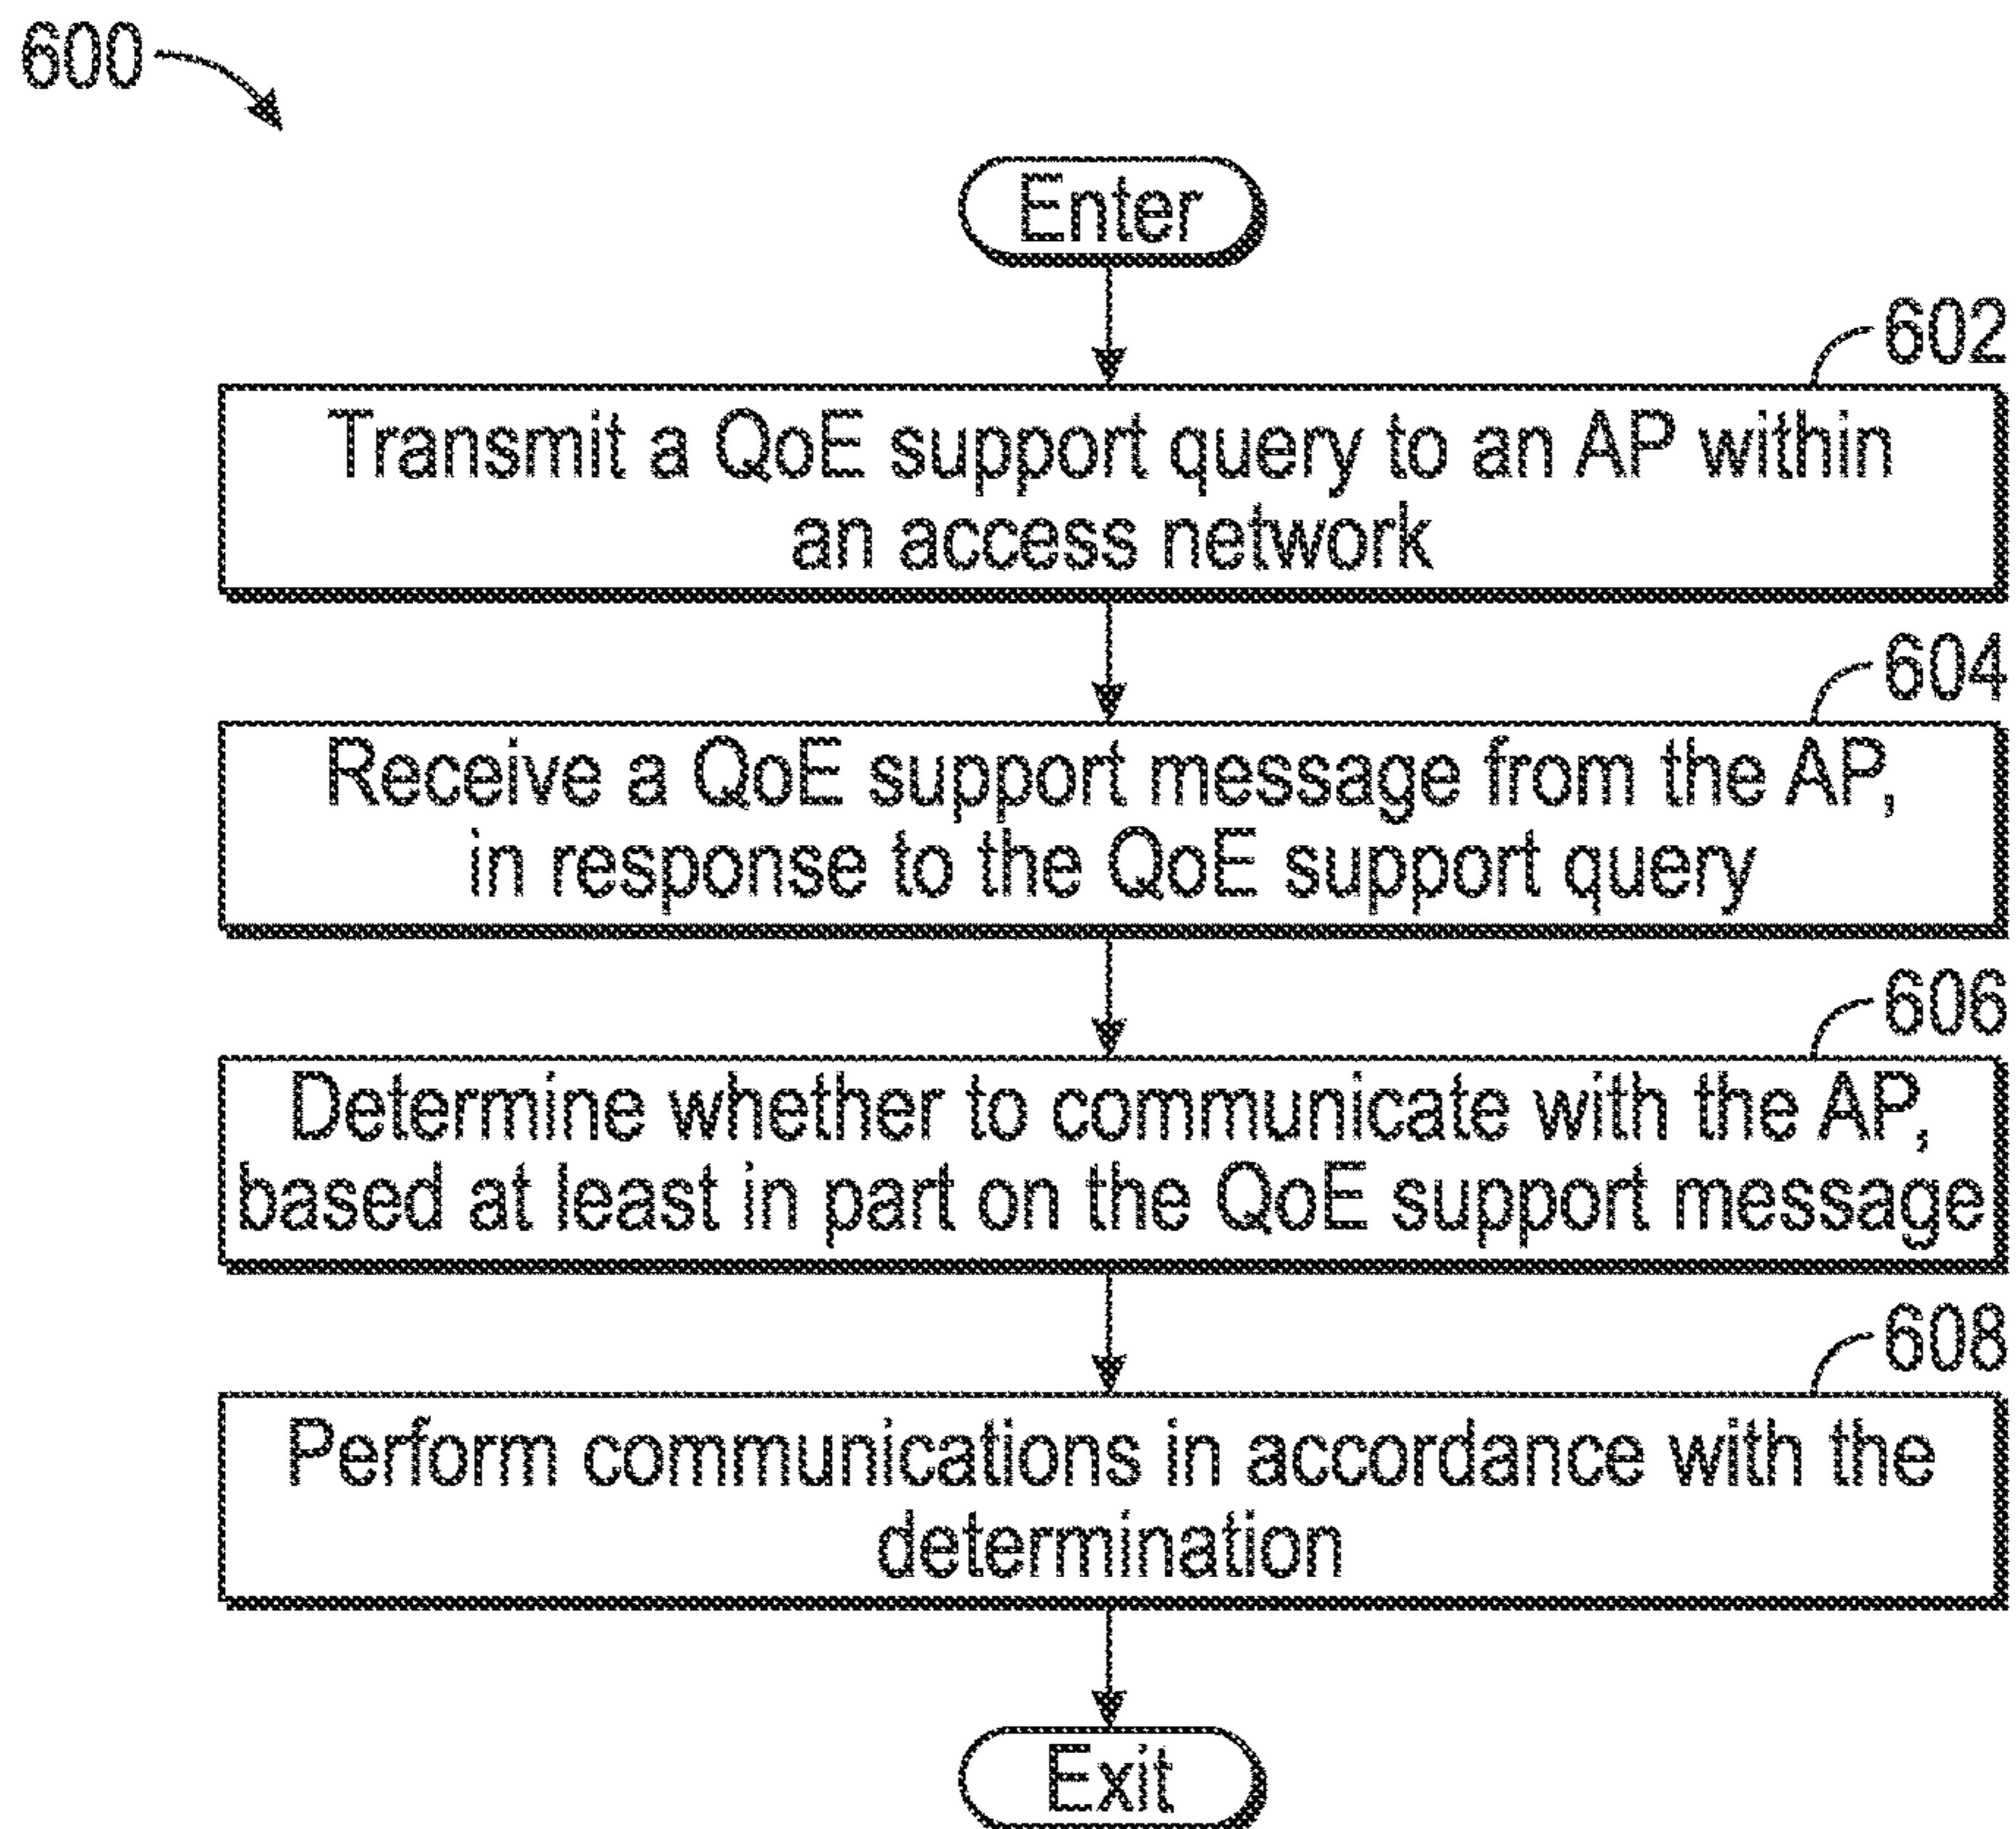 600
Enter
602
Transmit a QoE support query to an AP within
an access network
604
Receive a QoE support message from the AP,
in response to the QoE support query
606
Determine whether to communicate with the AP,
based at least in part on the QoE support message
608
Perform communications in accordance with the
determination
Exit